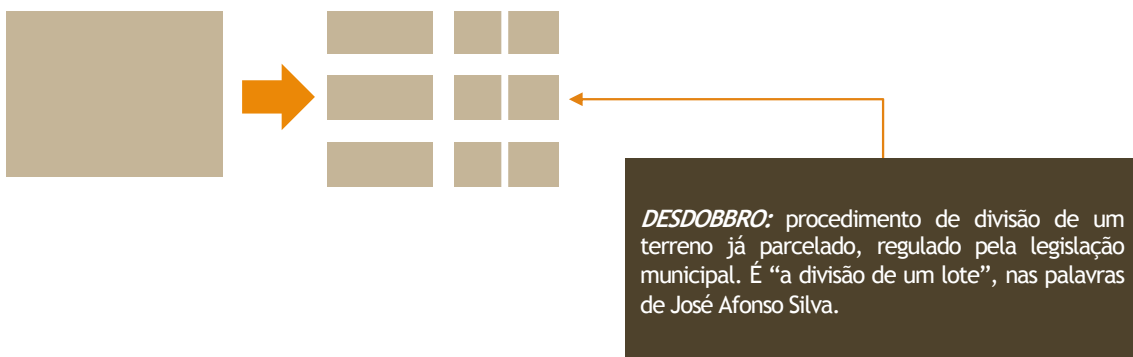 DESDOBBRO: procedimento de divisão de um
terreno já parcelado, regulado pela legislação
municipal. É “a divisão de um lote”, nas palavras
de José Afonso Silva.